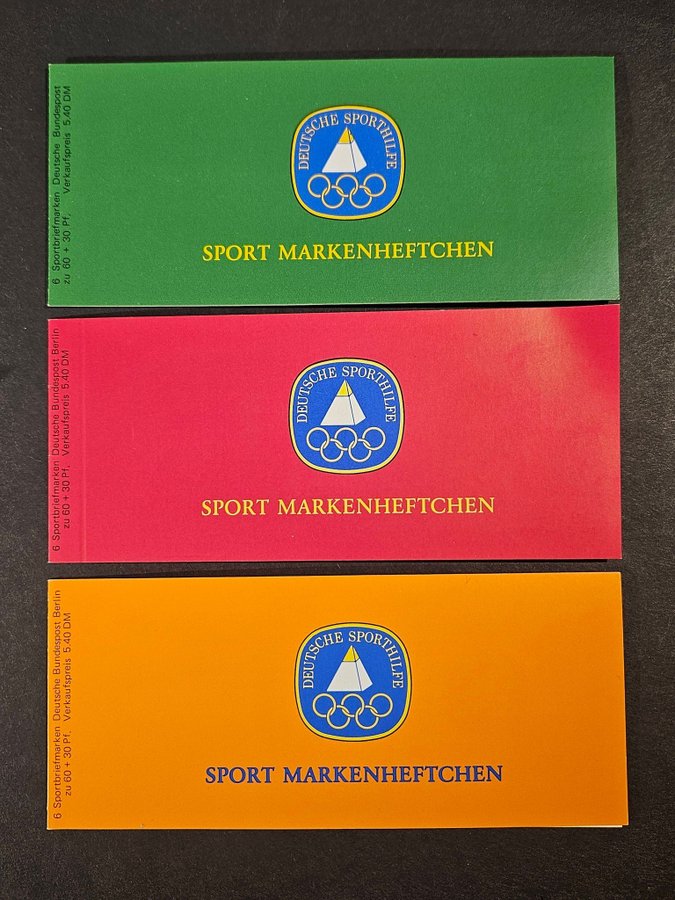 6 Sportbriefmarken Deutsche Bundespost
zu 60 + 30 Pf, Verkaufspreis 5.40 DM
DEUTSCHE SPORTHILFE
SPORT MARKENHEFTCHEN
6 Sportbriefmarken Deutsche Bundespost Berlin
zu 60 + 30 Pf, Verkaufspreis 5.40 DM
DEUTSCHE SPORTHILFE
SPORT MARKENHEFTCHEN
6 Sportbriefmarken Deutsche Bundespost Berlin
zu 60 + 30 Pf, Verkaufspreis 5.40 DM
DEUTSCHE SPORTHILFE
SPORT MARKENHEFTCHEN